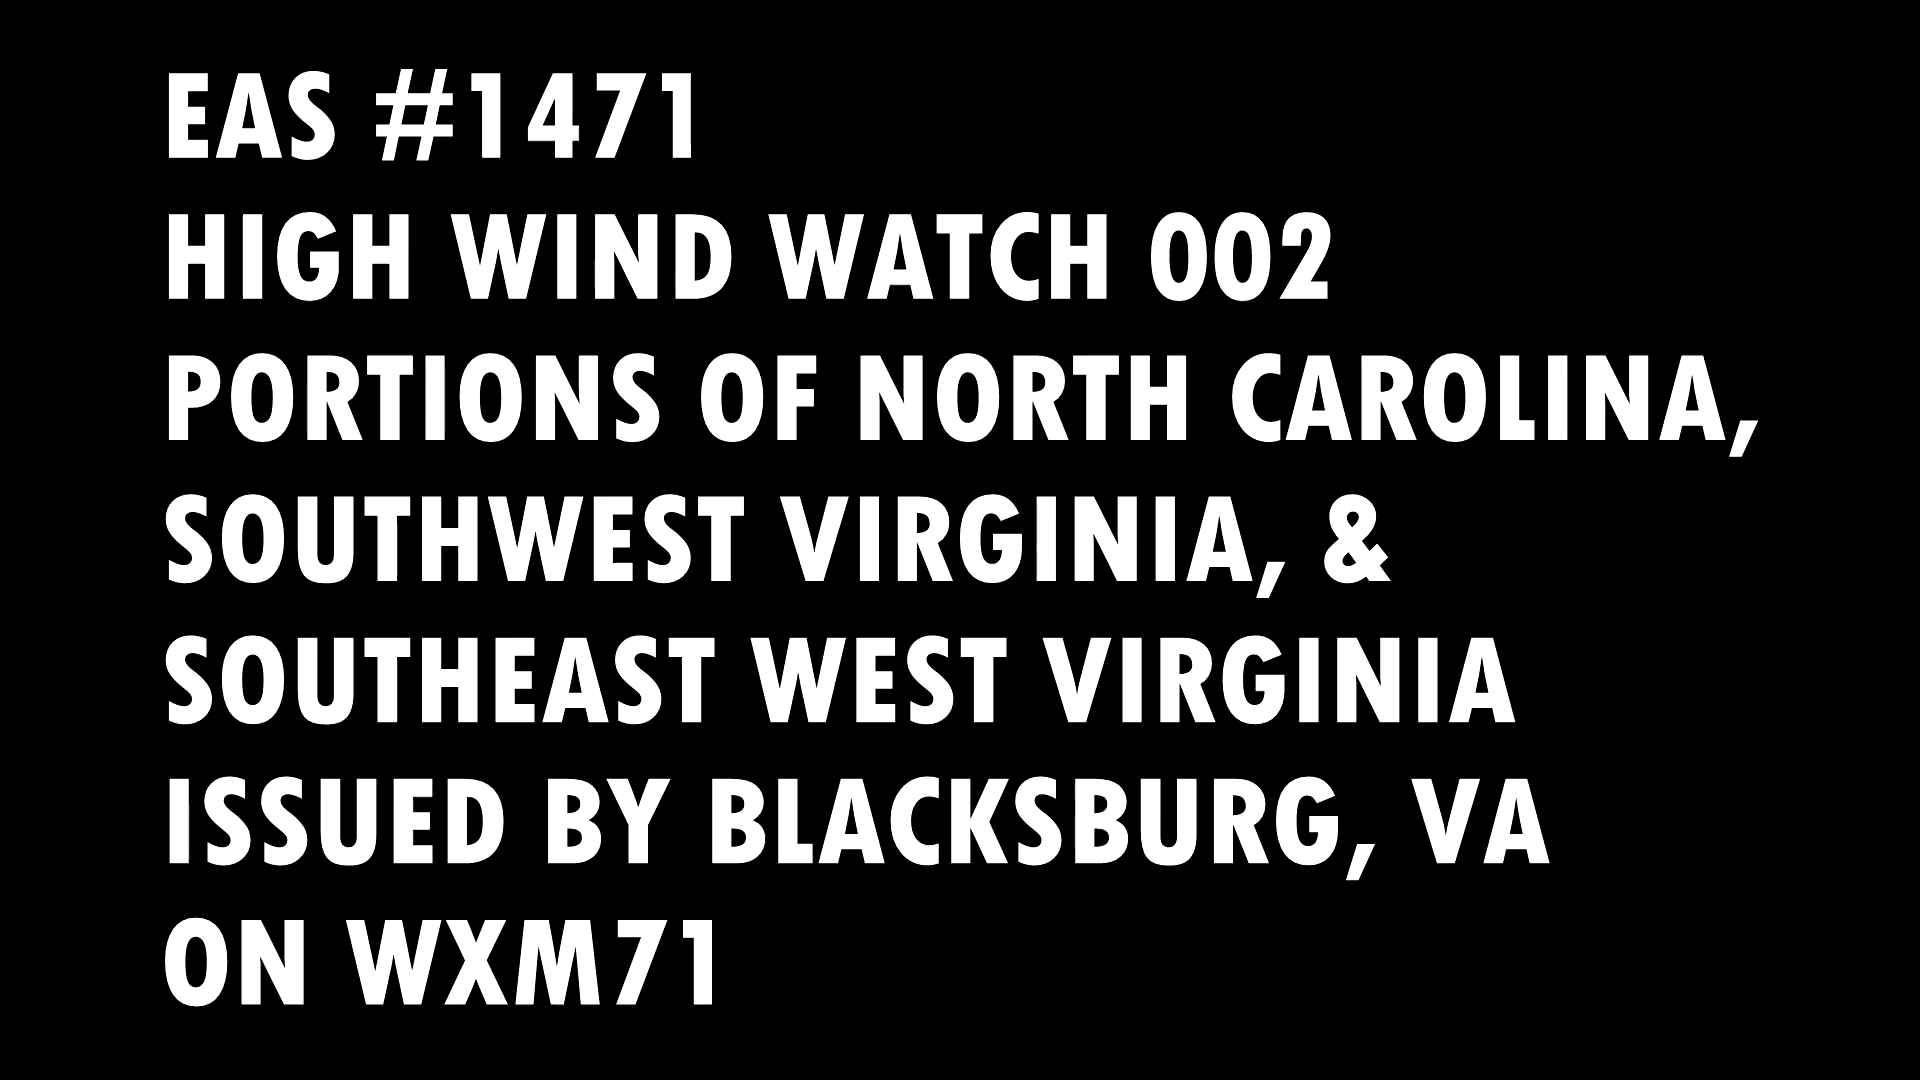 EAS #1471
HIGH WIND WATCH 002
PORTIONS OF NORTH CAROLINA,
SOUTHWEST VIRGINIA, &
SOUTHEAST WEST VIRGINIA
ISSUED BY BLACKSBURG, VA
ON WXM71